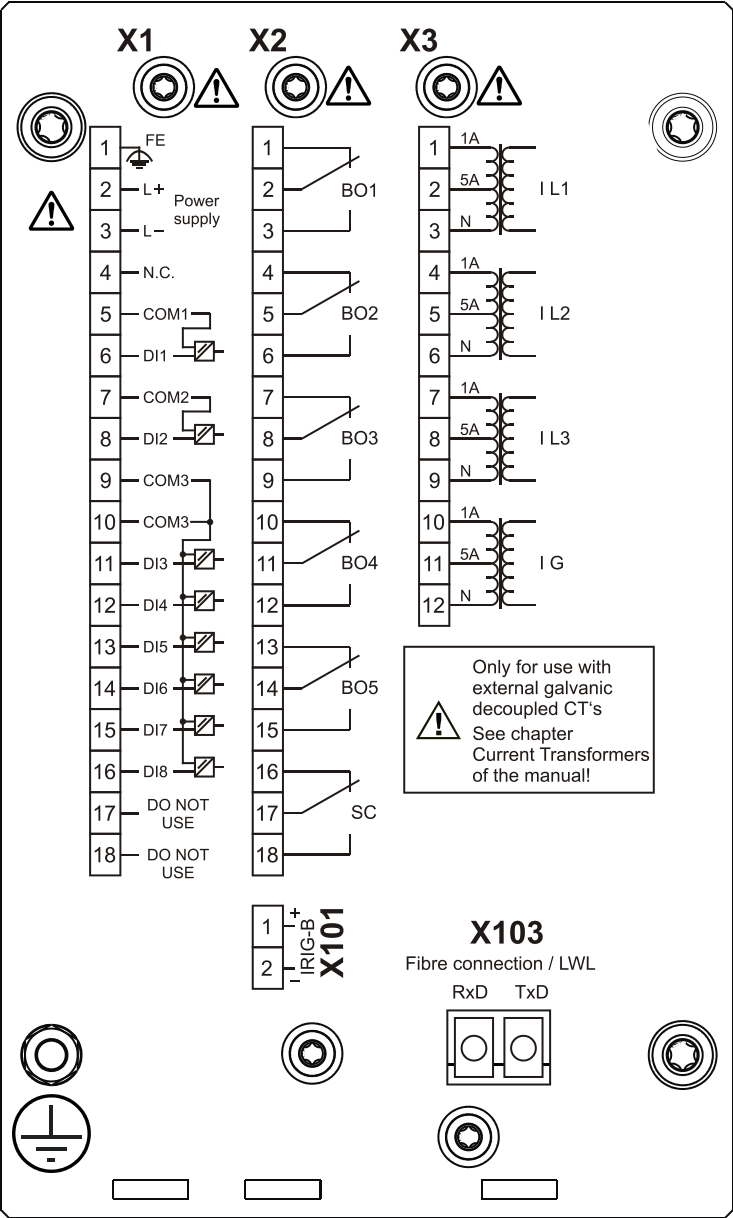 X1
1 FE
2 L+
Power
supply
3 L–
4 N.C.
5 COM1
6 DI1
7 COM2
8 DI2
9 COM3
10 COM3
11 DI3
12 DI4
13 DI5
14 DI6
15 DI7
16 DI8
17 DO NOT
USE
18 DO NOT
USE
X2
1
2 BO1
3
4
5 BO2
6
7
8 BO3
9
10
11 BO4
12
13
14 BO5
15
16
17 SC
18
X3
1 1A
2 5A I L1
3 N
4 1A
5 5A I L2
6 N
7 1A
8 5A I L3
9 N
10 1A
11 5A I G
12 N
!
!
!
!
!
Only for use with
external galvanic
decoupled CT‘s
See chapter
Current Transformers
of the manual!
1 +
2 –
IRIG-B
X101
X103
Fibre connection / LWL
RxD TxD